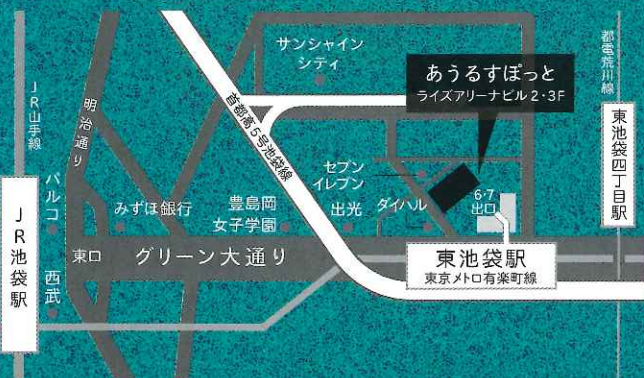 サンシャイン
シティ
あうるすぽっと
ライズアリーナビル2・3F
都電荒川線
JR山手線
明治通り
首都高5号池袋線
東池袋四丁目駅
セブン
イレブン
6・7
出口
パルコ
みずほ銀行
豊島岡
女子学園
出光
ダイハル
JR池袋駅
東口
グリーン大通り
東池袋駅
東京メトロ有楽町線
西武